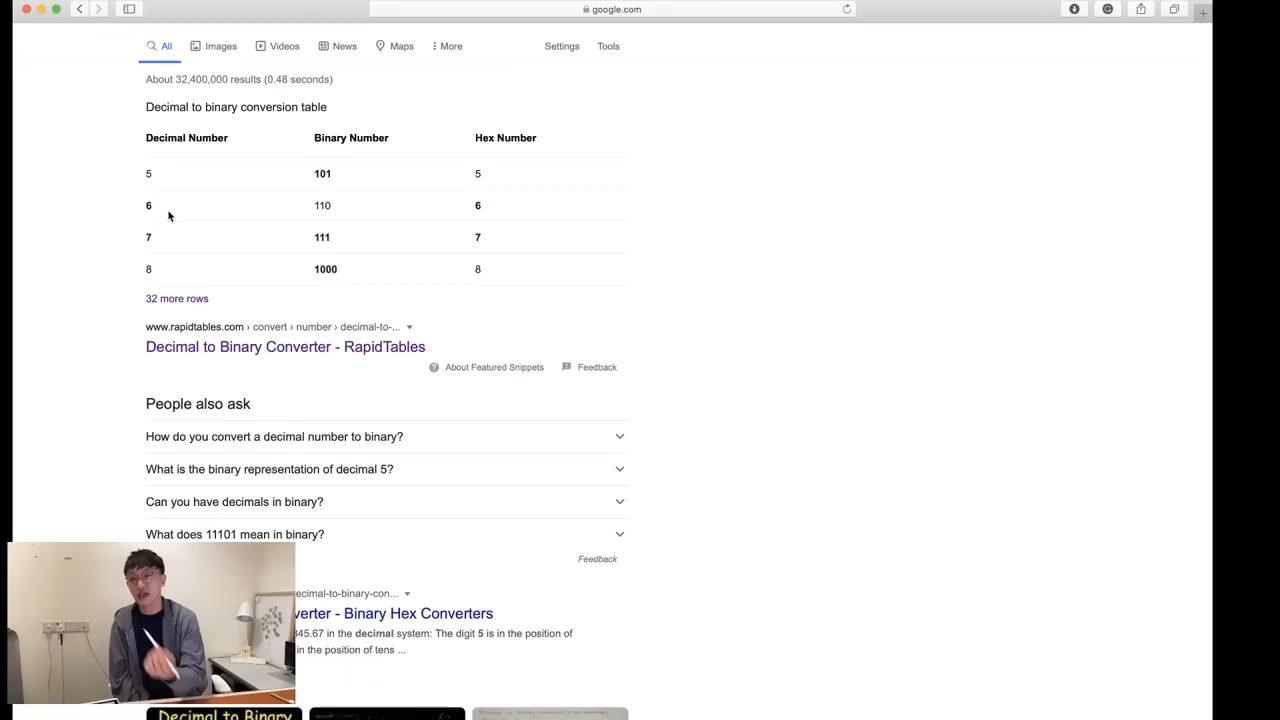 google.com
All Images Videos News Maps More Settings Tools
About 32,400,000 results (0.48 seconds)
Decimal to binary conversion table
Decimal Number Binary Number Hex Number
5 101 5
6 110 6
7 111 7
8 1000 8
32 more rows
www.rapidtables.com › convert › number › decimal-to-...
Decimal to Binary Converter - RapidTables
About Featured Snippets Feedback
People also ask
How do you convert a decimal number to binary?
What is the binary representation of decimal 5?
Can you have decimals in binary?
What does 11101 mean in binary?
Feedback
ecimal-to-binary-con...
verter - Binary Hex Converters
345.67 in the decimal system: The digit 5 is in the position of
in the position of tens ...
Decimal to Binary